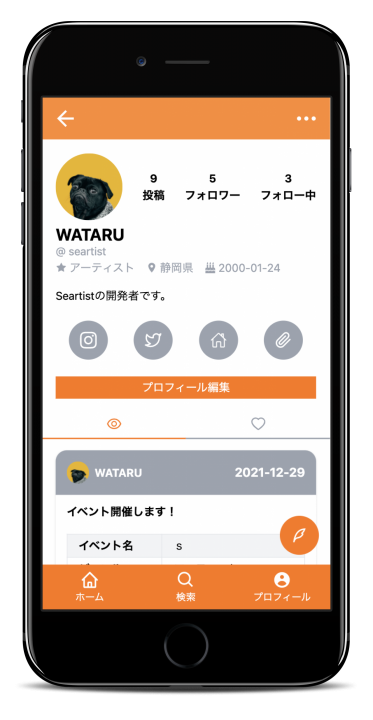 9 5 3
投稿 フォロワー フォロー中
WATARU
@ seartist
アーティスト 静岡県 2000-01-24
Seartistの開発者です。
プロフィール編集
WATARU 2021-12-29
イベント開催します！
イベント名 s
ホーム 検索 プロフィール